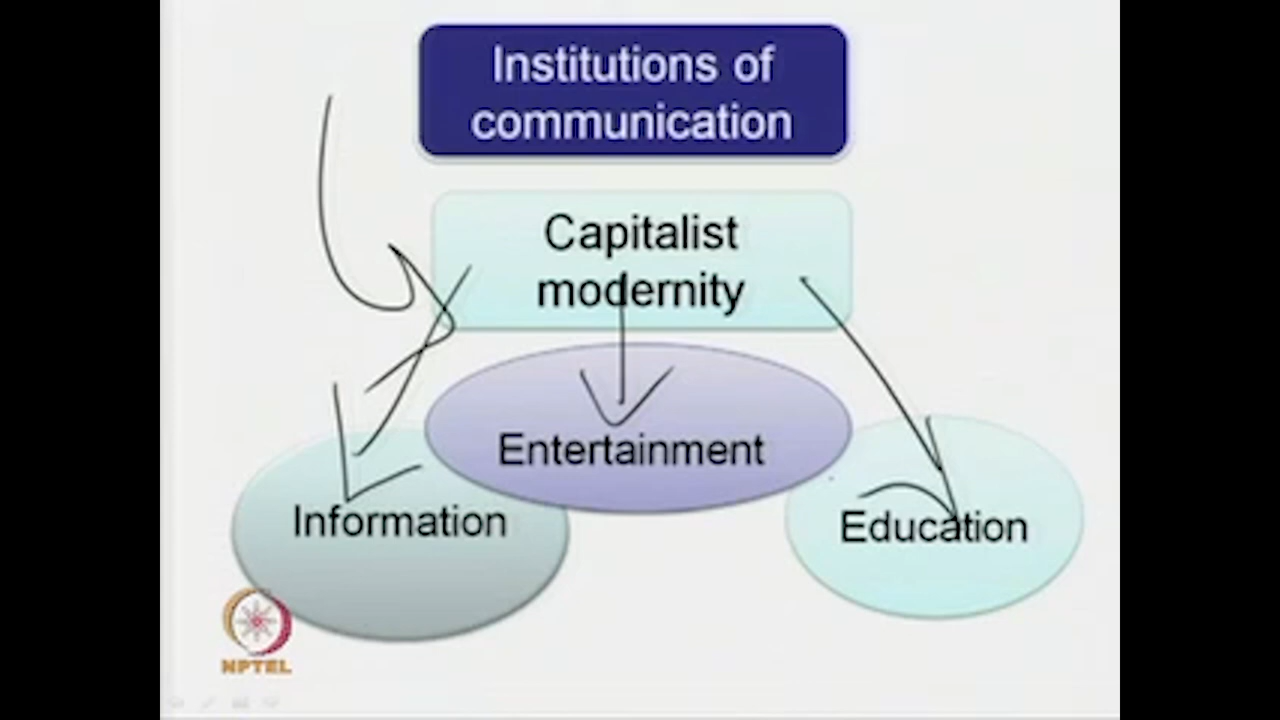 Institutions of
communication
Capitalist
modernity
Entertainment
Information
Education
NPTEL